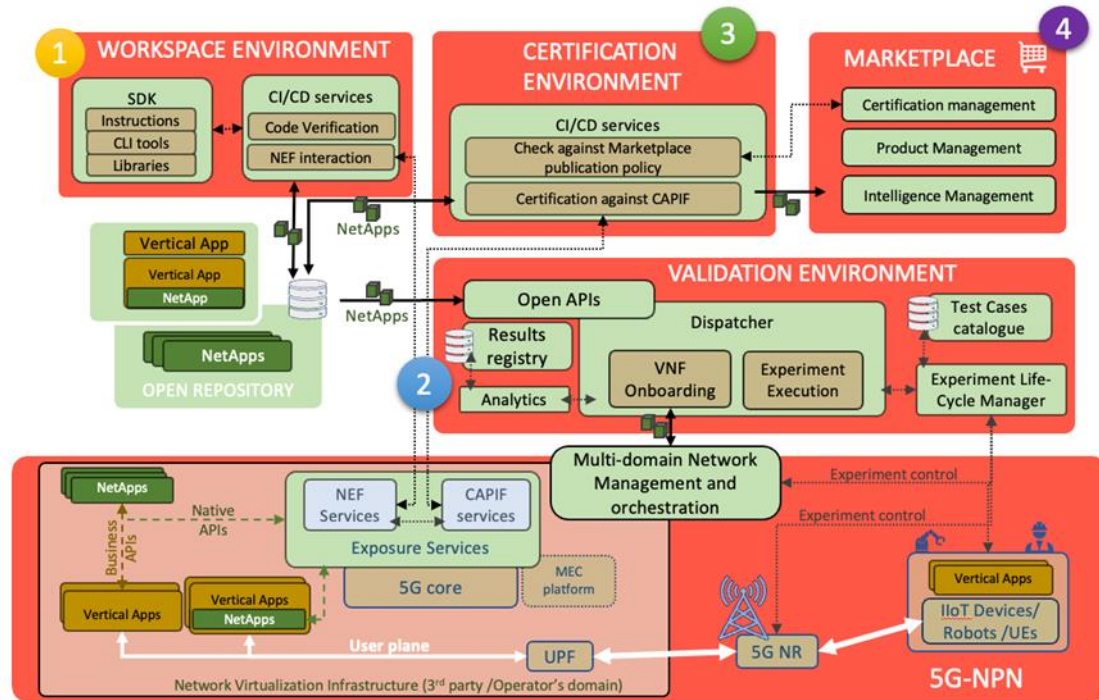 1
WORKSPACE ENVIRONMENT
SDK
Instructions
CLI tools
Libraries
CI/CD services
Code Verification
NEF interaction
CERTIFICATION
ENVIRONMENT
3
CI/CD services
Check against Marketplace
publication policy
Certification against CAPIF
4
MARKETPLACE
Certification management
Product Management
Intelligence Management
NetApps
Vertical App
Vertical App
NetApp
NetApps
OPEN REPOSITORY
NetApps
2
VALIDATION ENVIRONMENT
Open APIs
Dispatcher
Results
registry
Analytics
VNF
Onboarding
Experiment
Execution
Test Cases
catalogue
Experiment Life-
Cycle Manager
Multi-domain Network
Management and
orchestration
Experiment control
Experiment control
NetApps
Business
APIs
Native
APIs
NEF
Services
CAPIF
services
Exposure Services
5G core
MEC
platform
Vertical Apps
Vertical Apps
NetApps
User plane
UPF
5G NR
Vertical Apps
IIoT Devices/
Robots /UEs
5G-NPN
Network Virtualization Infrastructure (3rd party /Operator's domain)